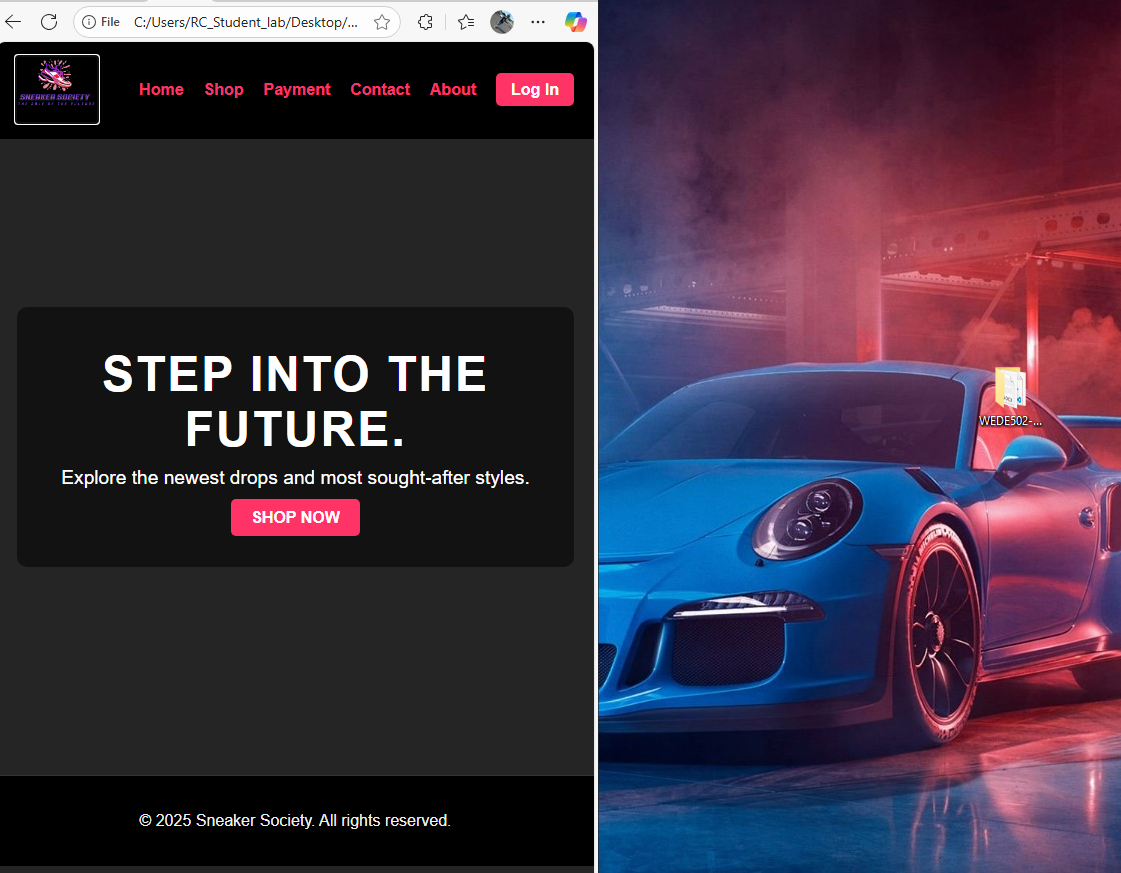 File C:/Users/RC_Student_lab/Desktop/...
SNEAKER SOCIETY
Home Shop Payment Contact About Log In
STEP INTO THE
FUTURE.
Explore the newest drops and most sought-after styles.
SHOP NOW
© 2025 Sneaker Society. All rights reserved.
WEDE502-...
MICHELIN